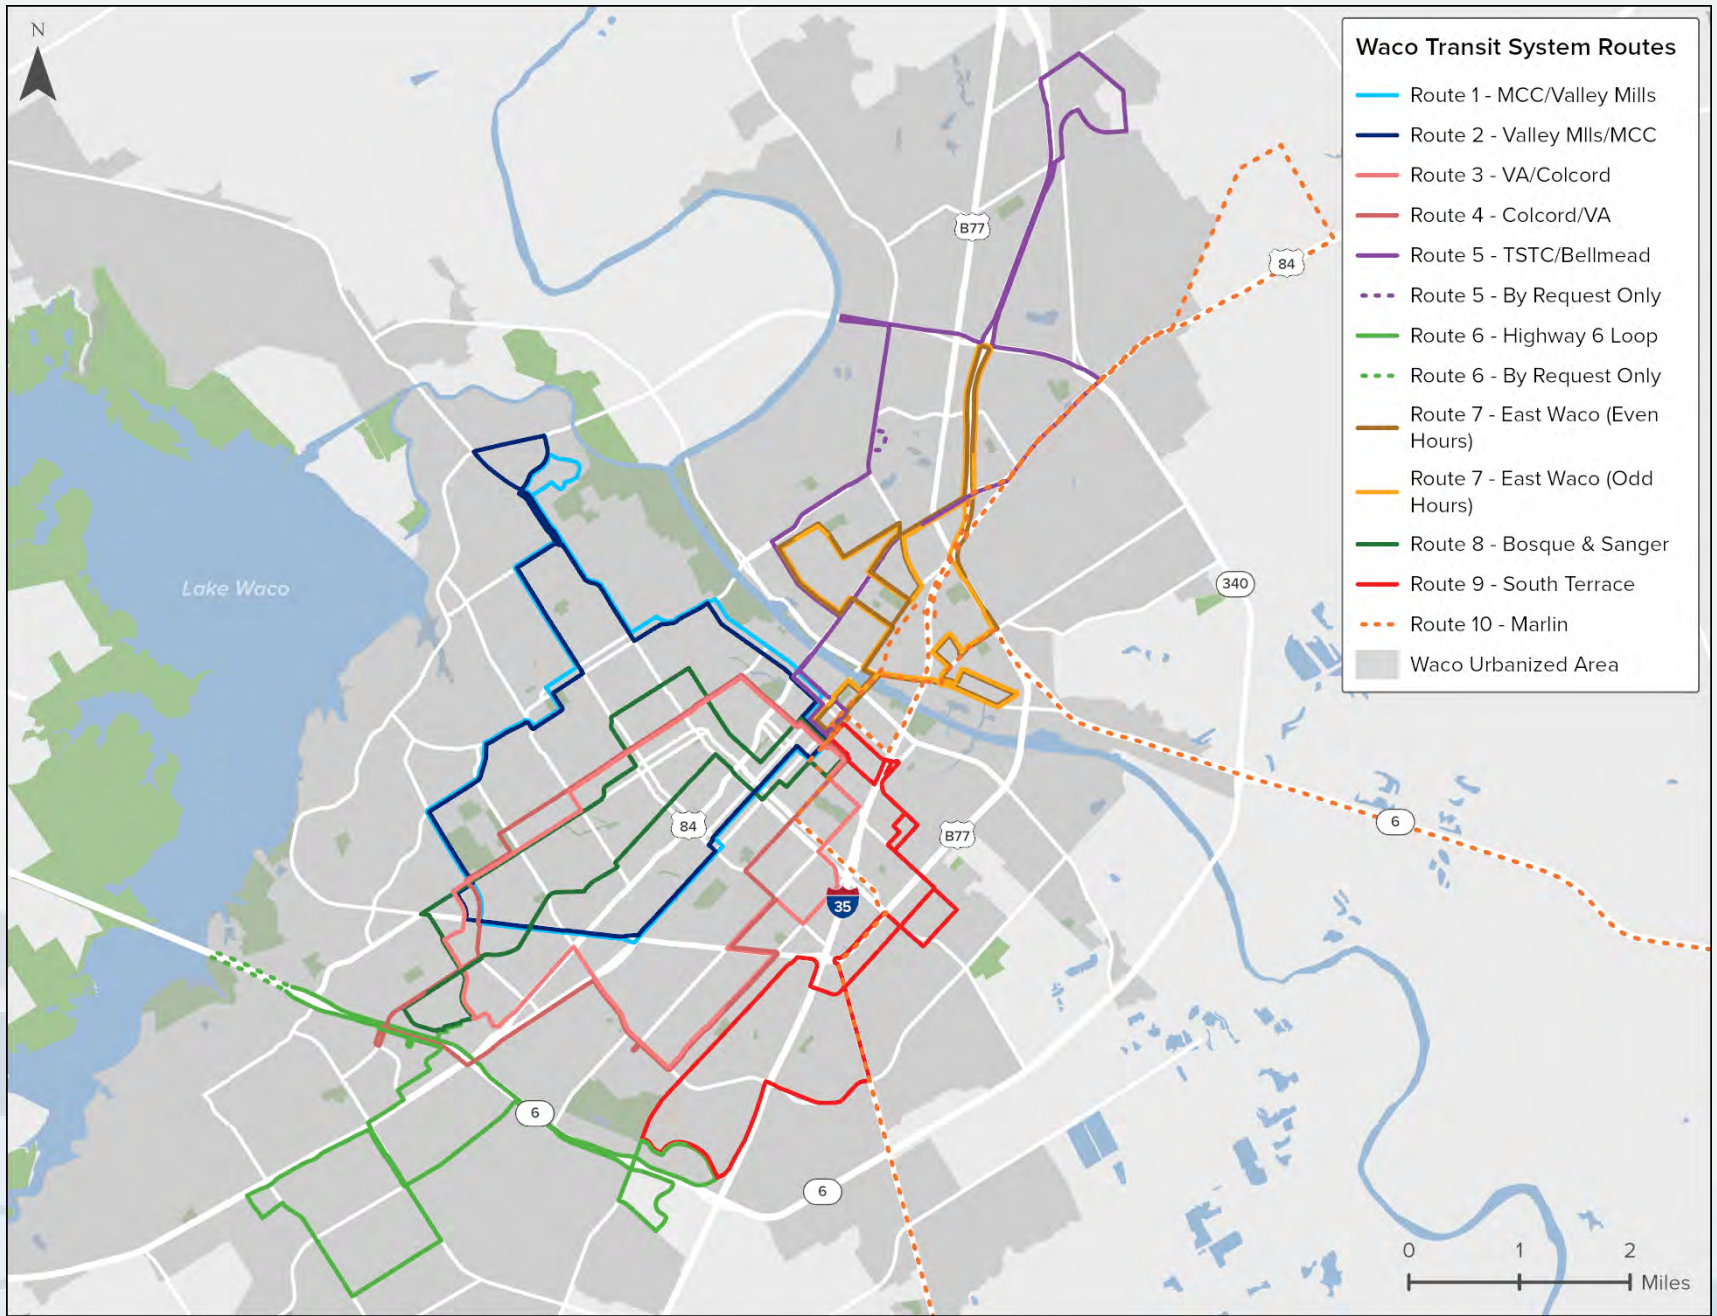 N
Waco Transit System Routes
Route 1 - MCC/Valley Mills
Route 2 - Valley MIls/MCC
Route 3 - VA/Colcord
Route 4 - Colcord/VA
Route 5 - TSTC/Bellmead
Route 5 - By Request Only
Route 6 - Highway 6 Loop
Route 6 - By Request Only
Route 7 - East Waco (Even
Hours)
Route 7 - East Waco (Odd
Hours)
Route 8 - Bosque & Sanger
Route 9 - South Terrace
Route 10 - Marlin
Waco Urbanized Area
B77
84
340
Lake Waco
84
B77
6
35
6
6
0 1 2
Miles